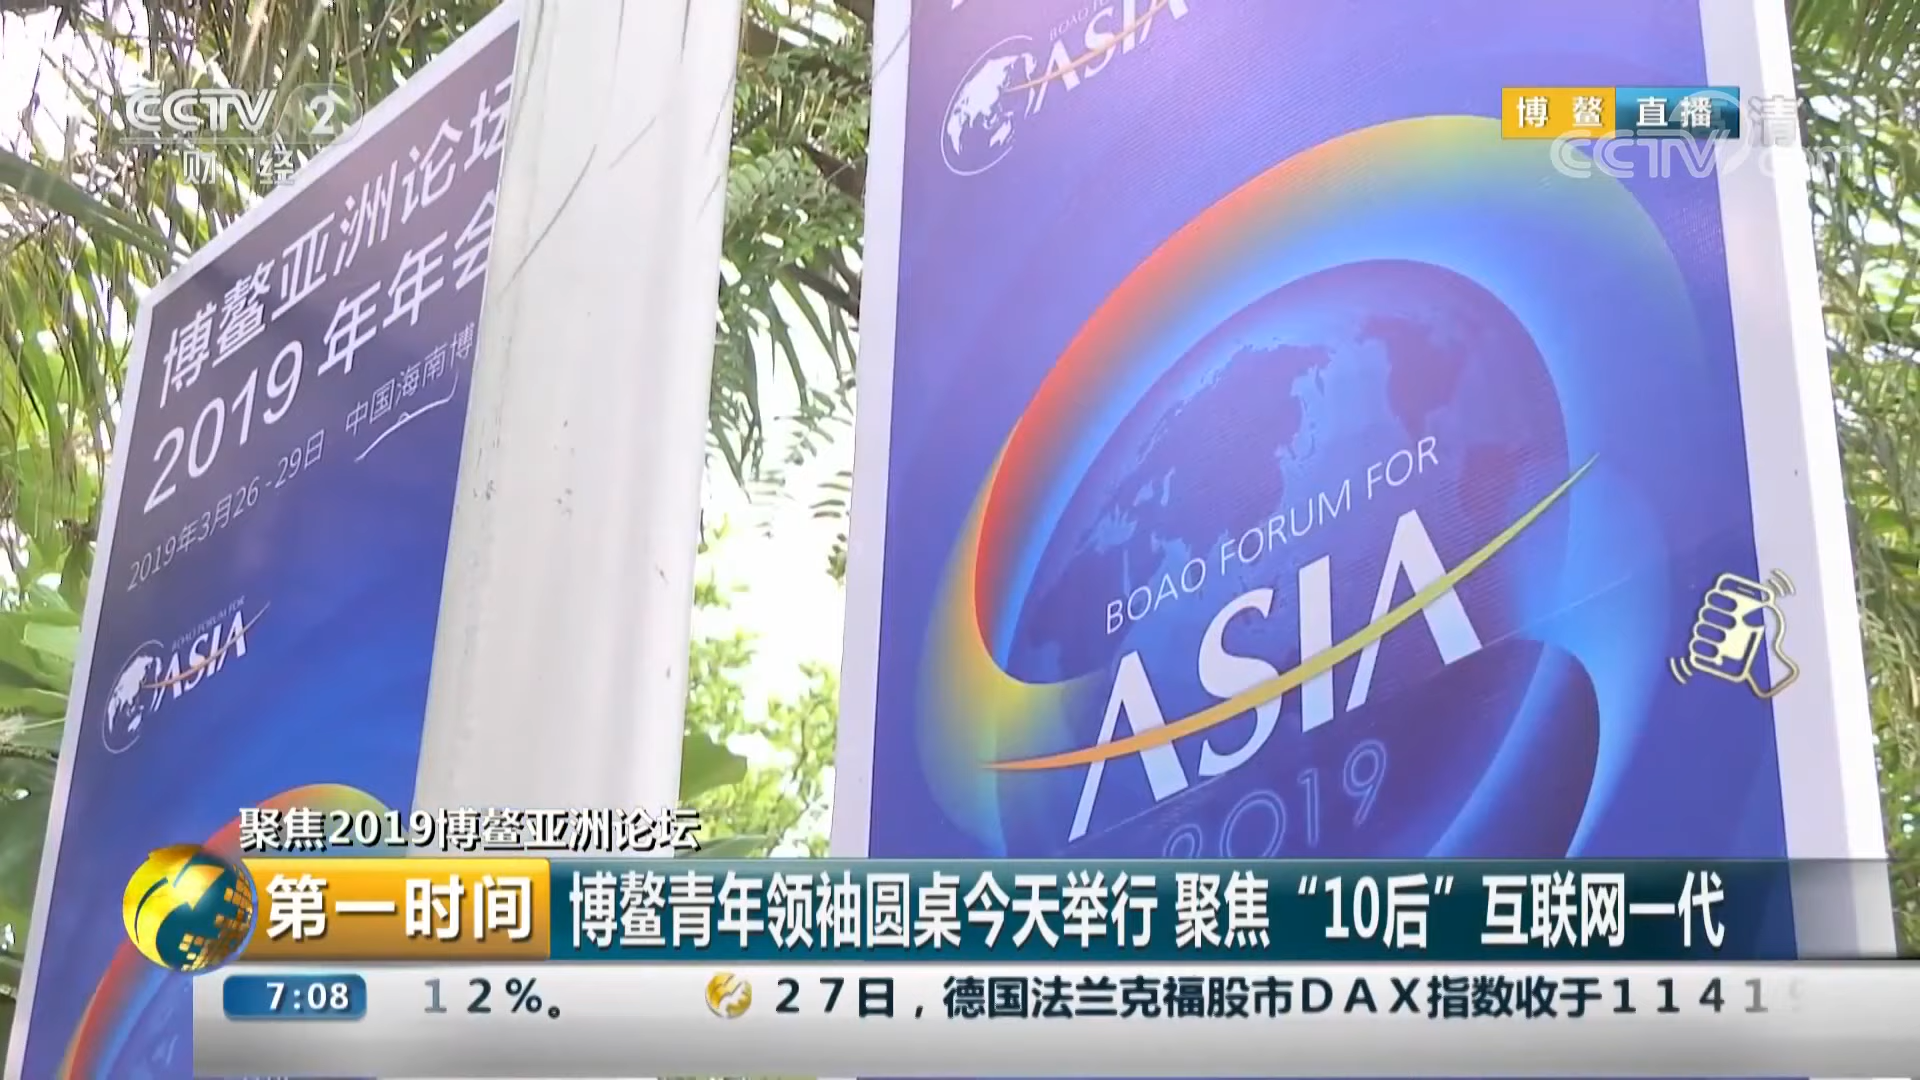 CCTV 2
财经
博鳌 直播
清
CCTV.com
博鳌亚洲论坛
2019年年会
2019年3月26-29日 中国海南博
BOAO FORUM FOR
ASIA
ASIA
BOAO FORUM FOR
ASIA
2019
聚焦2019博鳌亚洲论坛
第一时间
博鳌青年领袖圆桌今天举行 聚焦“10后”互联网一代
7:08
12%。 27日，德国法兰克福股市DAX指数收于11419